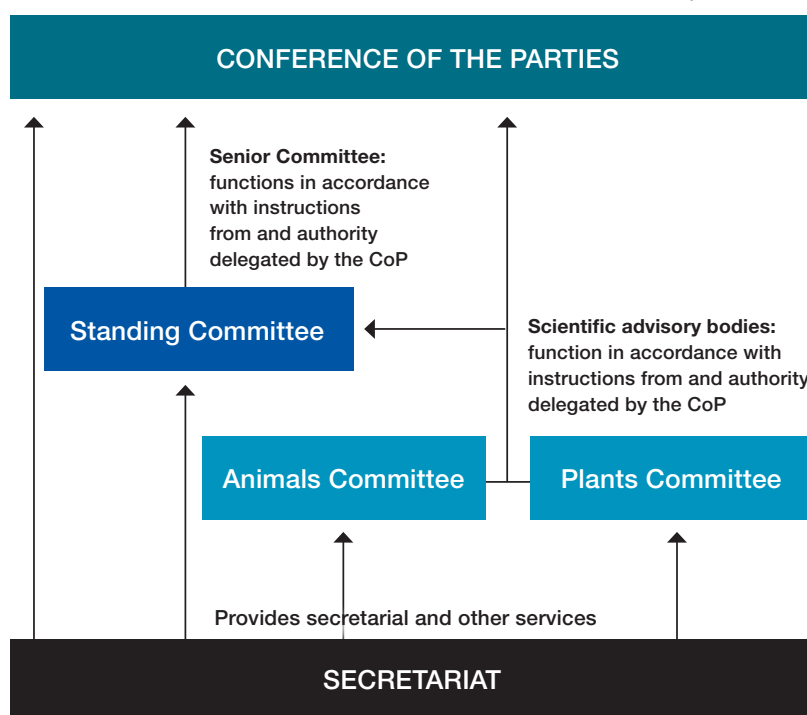 CONFERENCE OF THE PARTIES
Senior Committee:
functions in accordance
with instructions
from and authority
delegated by the CoP
Standing Committee
Scientific advisory bodies:
function in accordance with
instructions from and authority
delegated by the CoP
Animals Committee
Plants Committee
Provides secretarial and other services
SECRETARIAT